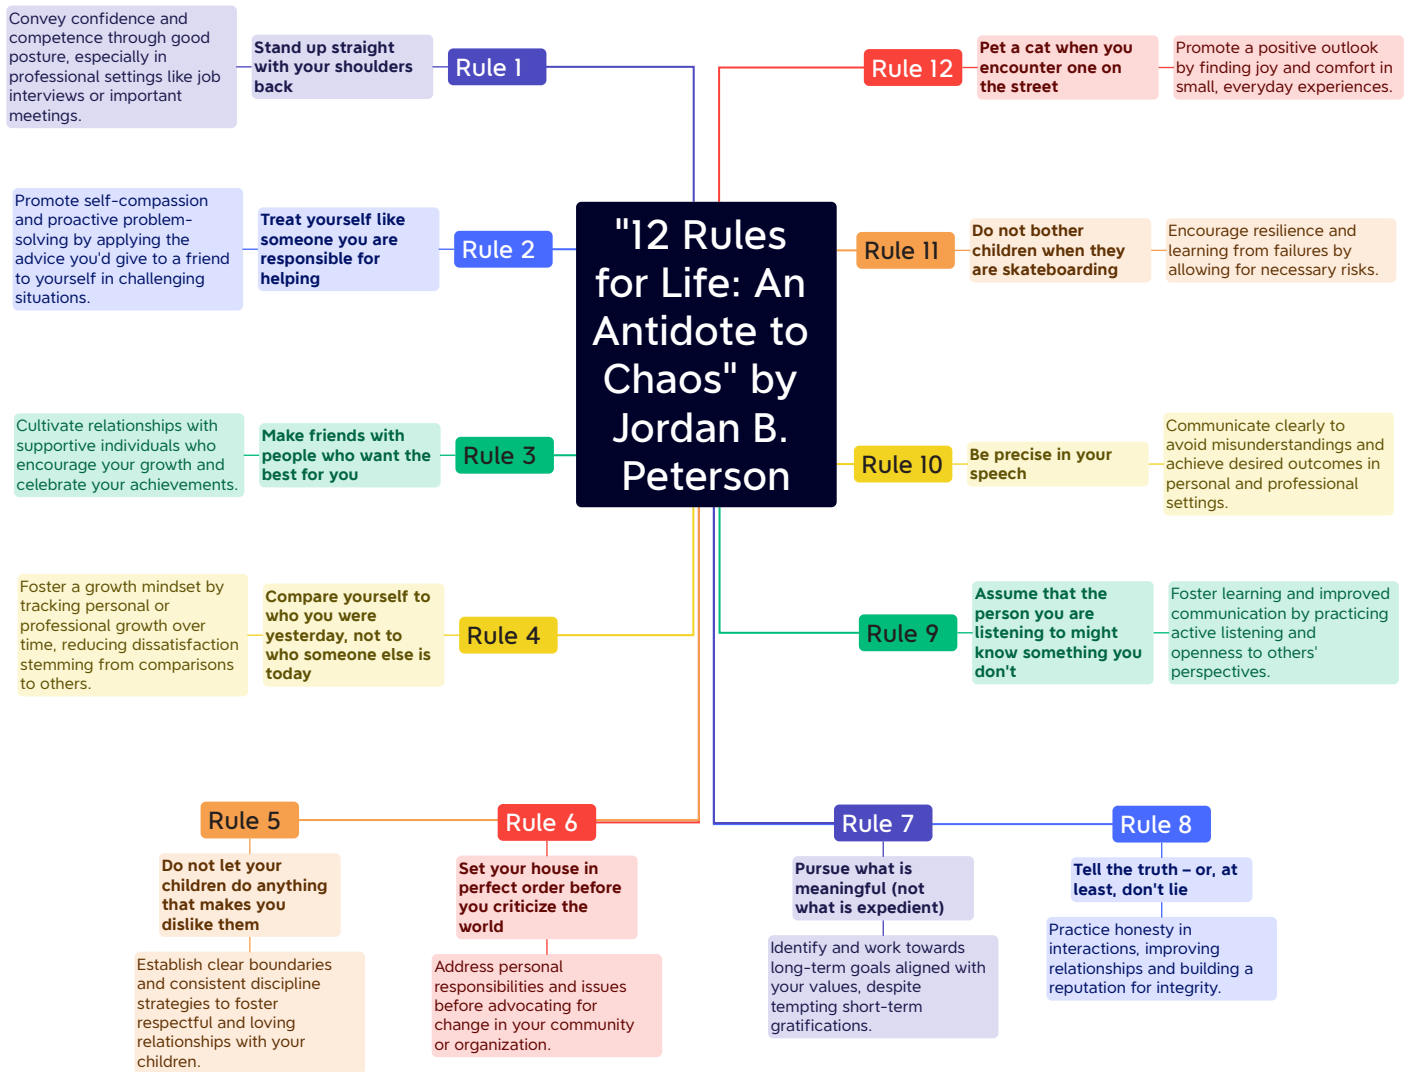 "12 Rules
for Life: An
Antidote to
Chaos" by
Jordan B.
Peterson
Rule 1
Stand up straight
with your shoulders
back
Convey confidence and
competence through good
posture, especially in
professional settings like job
interviews or important
meetings.
Rule 2
Treat yourself like
someone you are
responsible for
helping
Promote self-compassion
and proactive problem-
solving by applying the
advice you'd give to a friend
to yourself in challenging
situations.
Rule 3
Make friends with
people who want the
best for you
Cultivate relationships with
supportive individuals who
encourage your growth and
celebrate your achievements.
Rule 4
Compare yourself to
who you were
yesterday, not to
who someone else is
today
Foster a growth mindset by
tracking personal or
professional growth over
time, reducing dissatisfaction
stemming from comparisons
to others.
Rule 5
Do not let your
children do anything
that makes you
dislike them
Establish clear boundaries
and consistent discipline
strategies to foster
respectful and loving
relationships with your
children.
Rule 6
Set your house in
perfect order before
you criticize the
world
Address personal
responsibilities and issues
before advocating for
change in your community
or organization.
Rule 7
Pursue what is
meaningful (not
what is expedient)
Identify and work towards
long-term goals aligned with
your values, despite
tempting short-term
gratifications.
Rule 8
Tell the truth – or, at
least, don't lie
Practice honesty in
interactions, improving
relationships and building a
reputation for integrity.
Rule 9
Assume that the
person you are
listening to might
know something you
don't
Foster learning and improved
communication by practicing
active listening and
openness to others'
perspectives.
Rule 10
Be precise in your
speech
Communicate clearly to
avoid misunderstandings and
achieve desired outcomes in
personal and professional
settings.
Rule 11
Do not bother
children when they
are skateboarding
Encourage resilience and
learning from failures by
allowing for necessary risks.
Rule 12
Pet a cat when you
encounter one on
the street
Promote a positive outlook
by finding joy and comfort in
small, everyday experiences.